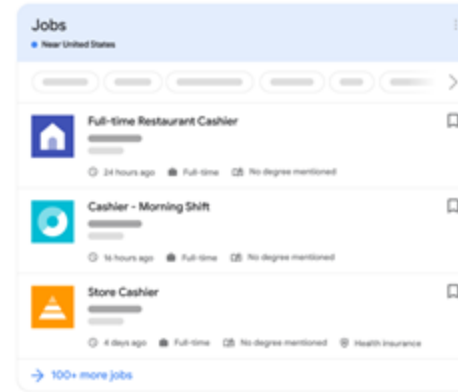 Jobs
Near United States
Full-time Restaurant Cashier
24 hours ago Full-time No degree mentioned
Cashier - Morning Shift
16 hours ago Full-time No degree mentioned
Store Cashier
4 days ago Full-time No degree mentioned Health insurance
100+ more jobs